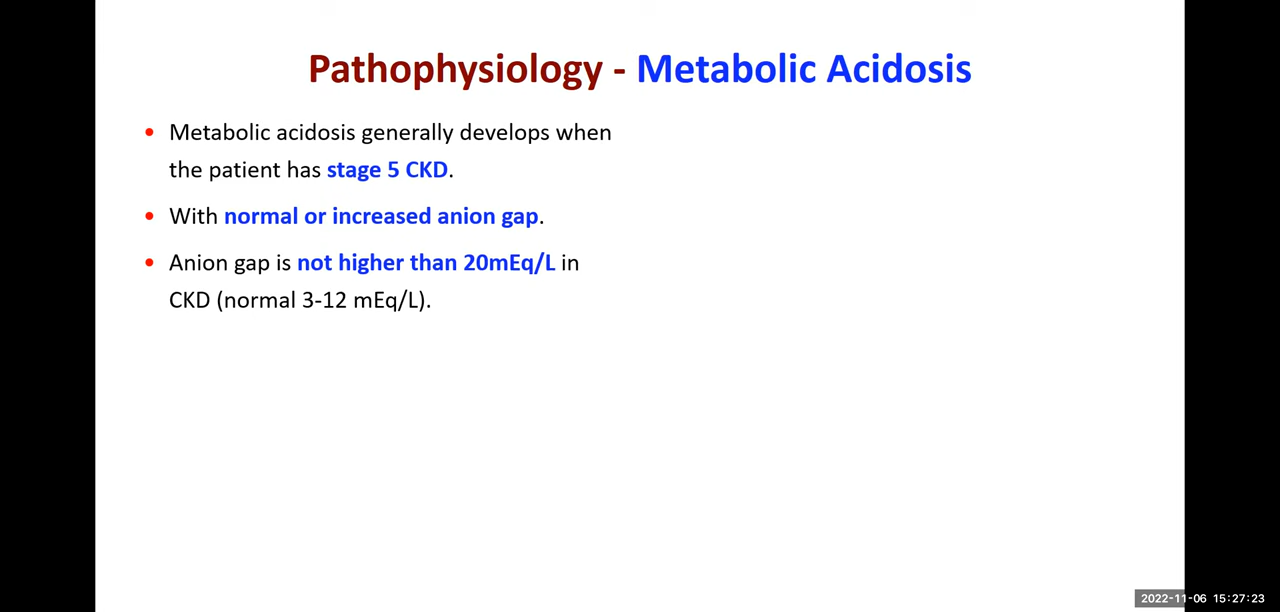 Pathophysiology - Metabolic Acidosis
• Metabolic acidosis generally develops when
the patient has stage 5 CKD.
• With normal or increased anion gap.
• Anion gap is not higher than 20mEq/L in
CKD (normal 3-12 mEq/L).
2022-11-06 15:27:23